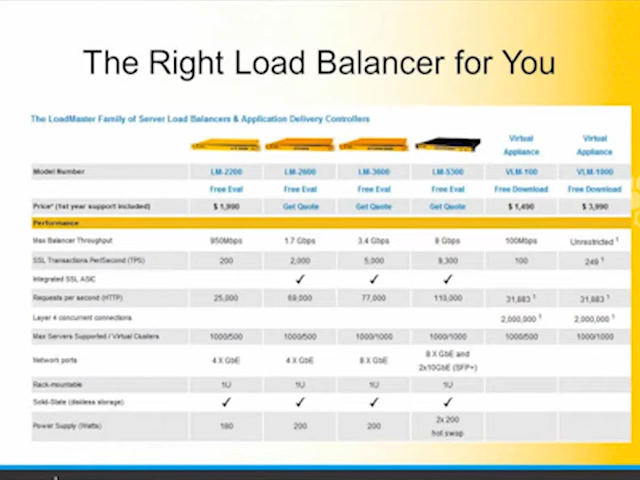 The Right Load Balancer for You
The LoadMaster Family of Server Load Balancers & Application Delivery Controllers
Virtual Appliance Virtual Appliance
Model Number LM-2200 LM-2600 LM-3600 LM-5300 VLM-100 VLM-1000
Free Eval Free Eval Free Eval Free Eval Free Download Free Download
Price* (1st year support included) $ 1,990 Get Quote Get Quote Get Quote $ 1,490 $ 3,990
Performance
Max Balancer Throughput 950Mbps 1.7 Gbps 3.4 Gbps 8 Gbps 100Mbps Unrestricted 1
SSL Transactions Per/Second (TPS) 200 2,000 5,000 9,300 100 249 1
Integrated SSL ASIC ✓ ✓ ✓
Requests per second (HTTP) 25,000 77,000 110,000 31,883 1 31,883 1
Layer 4 concurrent connections 2,000,000 1 2,000,000 1
Max Servers Supported / Virtual Clusters 1000/500 1000/500 1000/1000 1000/1000 1000/500 1000/1000
Network ports 4 X GbE 4 X GbE 8 X GbE 8 X GbE and 2x10GbE (SFP+)
Rack-mountable 1U 1U 1U 1U
Solid-State (diskless storage) ✓ ✓ ✓ ✓
Power Supply (Watts) 180 200 200 2x 200 hot swap